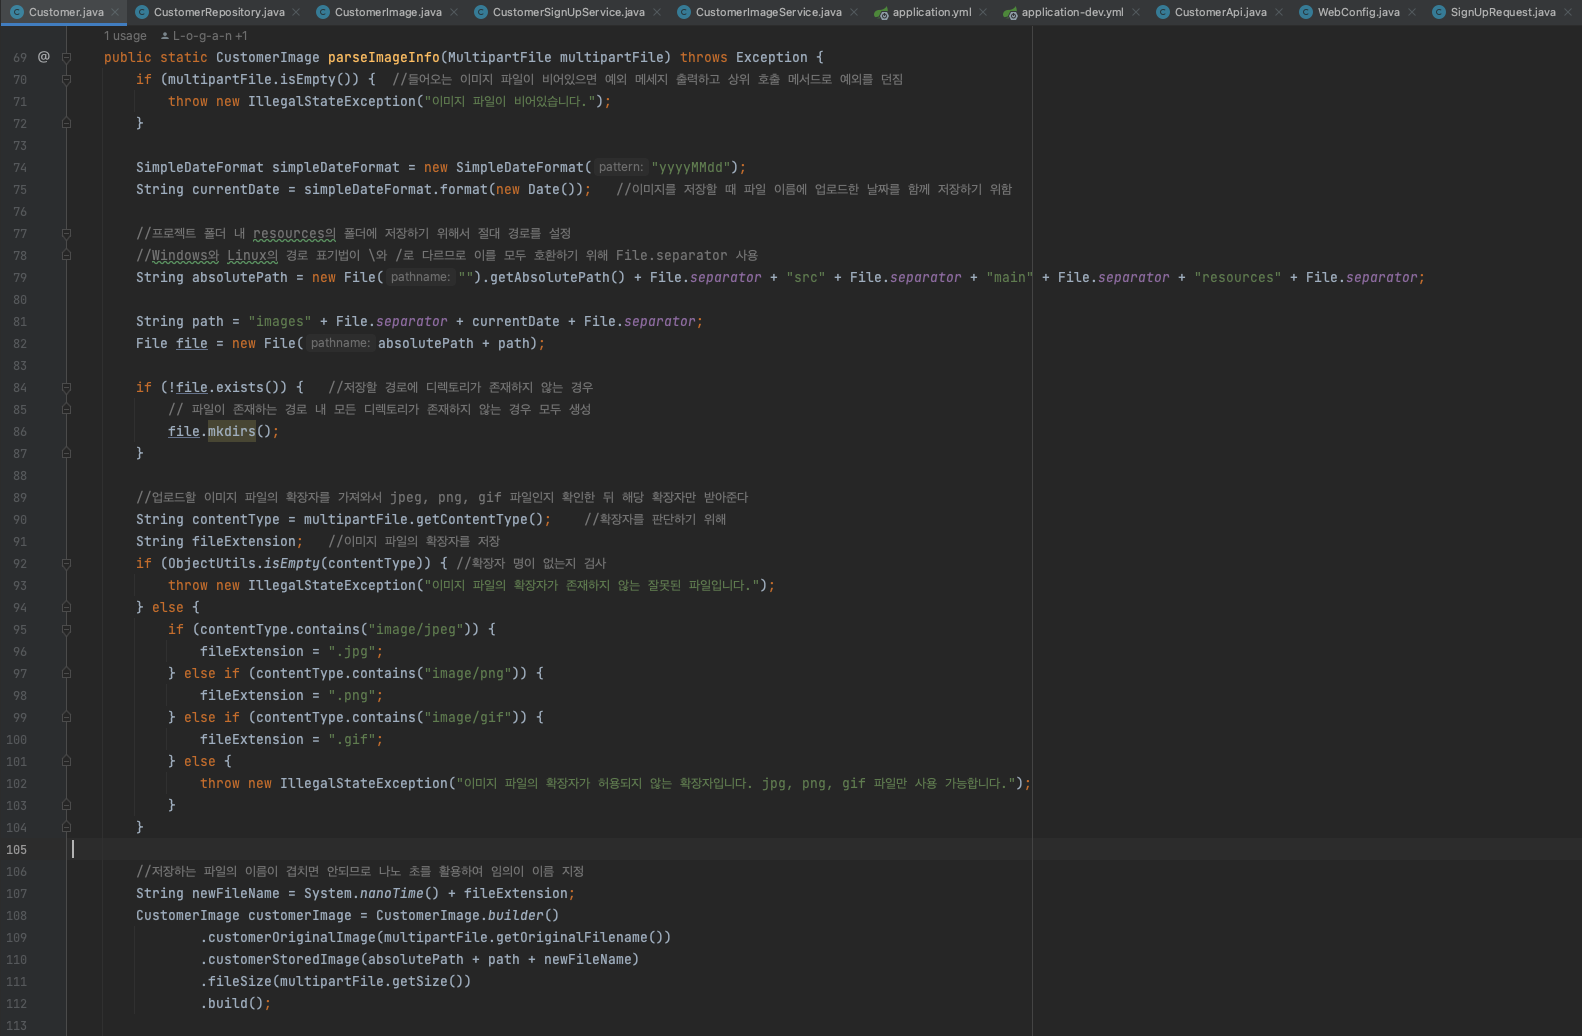 Customer.java CustomerRepository.java CustomerImage.java CustomerSignUpService.java CustomerImageService.java application.yml application-dev.yml CustomerApi.java WebConfig.java SignUpRequest.java
1 usage L-o-g-a-n +1
69 @ public static CustomerImage parseImageInfo(MultipartFile multipartFile) throws Exception {
70 if (multipartFile.isEmpty()) { //들어오는 이미지 파일이 비어있으면 예외 메세지 출력하고 상위 호출 메서드로 예외를 던짐
71 throw new IllegalStateException("이미지 파일이 비어있습니다.");
72 }
73
74 SimpleDateFormat simpleDateFormat = new SimpleDateFormat( pattern: "yyyyMMdd");
75 String currentDate = simpleDateFormat.format(new Date()); //이미지를 저장할 때 파일 이름에 업로드한 날짜를 함께 저장하기 위함
76
77 //프로젝트 폴더 내 resources의 폴더에 저장하기 위해서 절대 경로를 설정
78 //Windows와 Linux의 경로 표기법이 \와 /로 다르므로 이를 모두 호환하기 위해 File.separator 사용
79 String absolutePath = new File( pathname: "").getAbsolutePath() + File.separator + "src" + File.separator + "main" + File.separator + "resources" + File.separator;
80
81 String path = "images" + File.separator + currentDate + File.separator;
82 File file = new File( pathname: absolutePath + path);
83
84 if (!file.exists()) { //저장할 경로에 디렉토리가 존재하지 않는 경우
85 // 파일이 존재하는 경로 내 모든 디렉토리가 존재하지 않는 경우 모두 생성
86 file.mkdirs();
87 }
88
89 //업로드할 이미지 파일의 확장자를 가져와서 jpeg, png, gif 파일인지 확인한 뒤 해당 확장자만 받아준다
90 String contentType = multipartFile.getContentType(); //확장자를 판단하기 위해
91 String fileExtension; //이미지 파일의 확장자를 저장
92 if (ObjectUtils.isEmpty(contentType)) { //확장자 명이 없는지 검사
93 throw new IllegalStateException("이미지 파일의 확장자가 존재하지 않는 잘못된 파일입니다.");
94 } else {
95 if (contentType.contains("image/jpeg")) {
96 fileExtension = ".jpg";
97 } else if (contentType.contains("image/png")) {
98 fileExtension = ".png";
99 } else if (contentType.contains("image/gif")) {
100 fileExtension = ".gif";
101 } else {
102 throw new IllegalStateException("이미지 파일의 확장자가 허용되지 않는 확장자입니다. jpg, png, gif 파일만 사용 가능합니다.");
103 }
104 }
105
106 //저장하는 파일의 이름이 겹치면 안되므로 나노 초를 활용하여 임의이 이름 지정
107 String newFileName = System.nanoTime() + fileExtension;
108 CustomerImage customerImage = CustomerImage.builder()
109 .customerOriginalImage(multipartFile.getOriginalFilename())
110 .customerStoredImage(absolutePath + path + newFileName)
111 .fileSize(multipartFile.getSize())
112 .build();
113